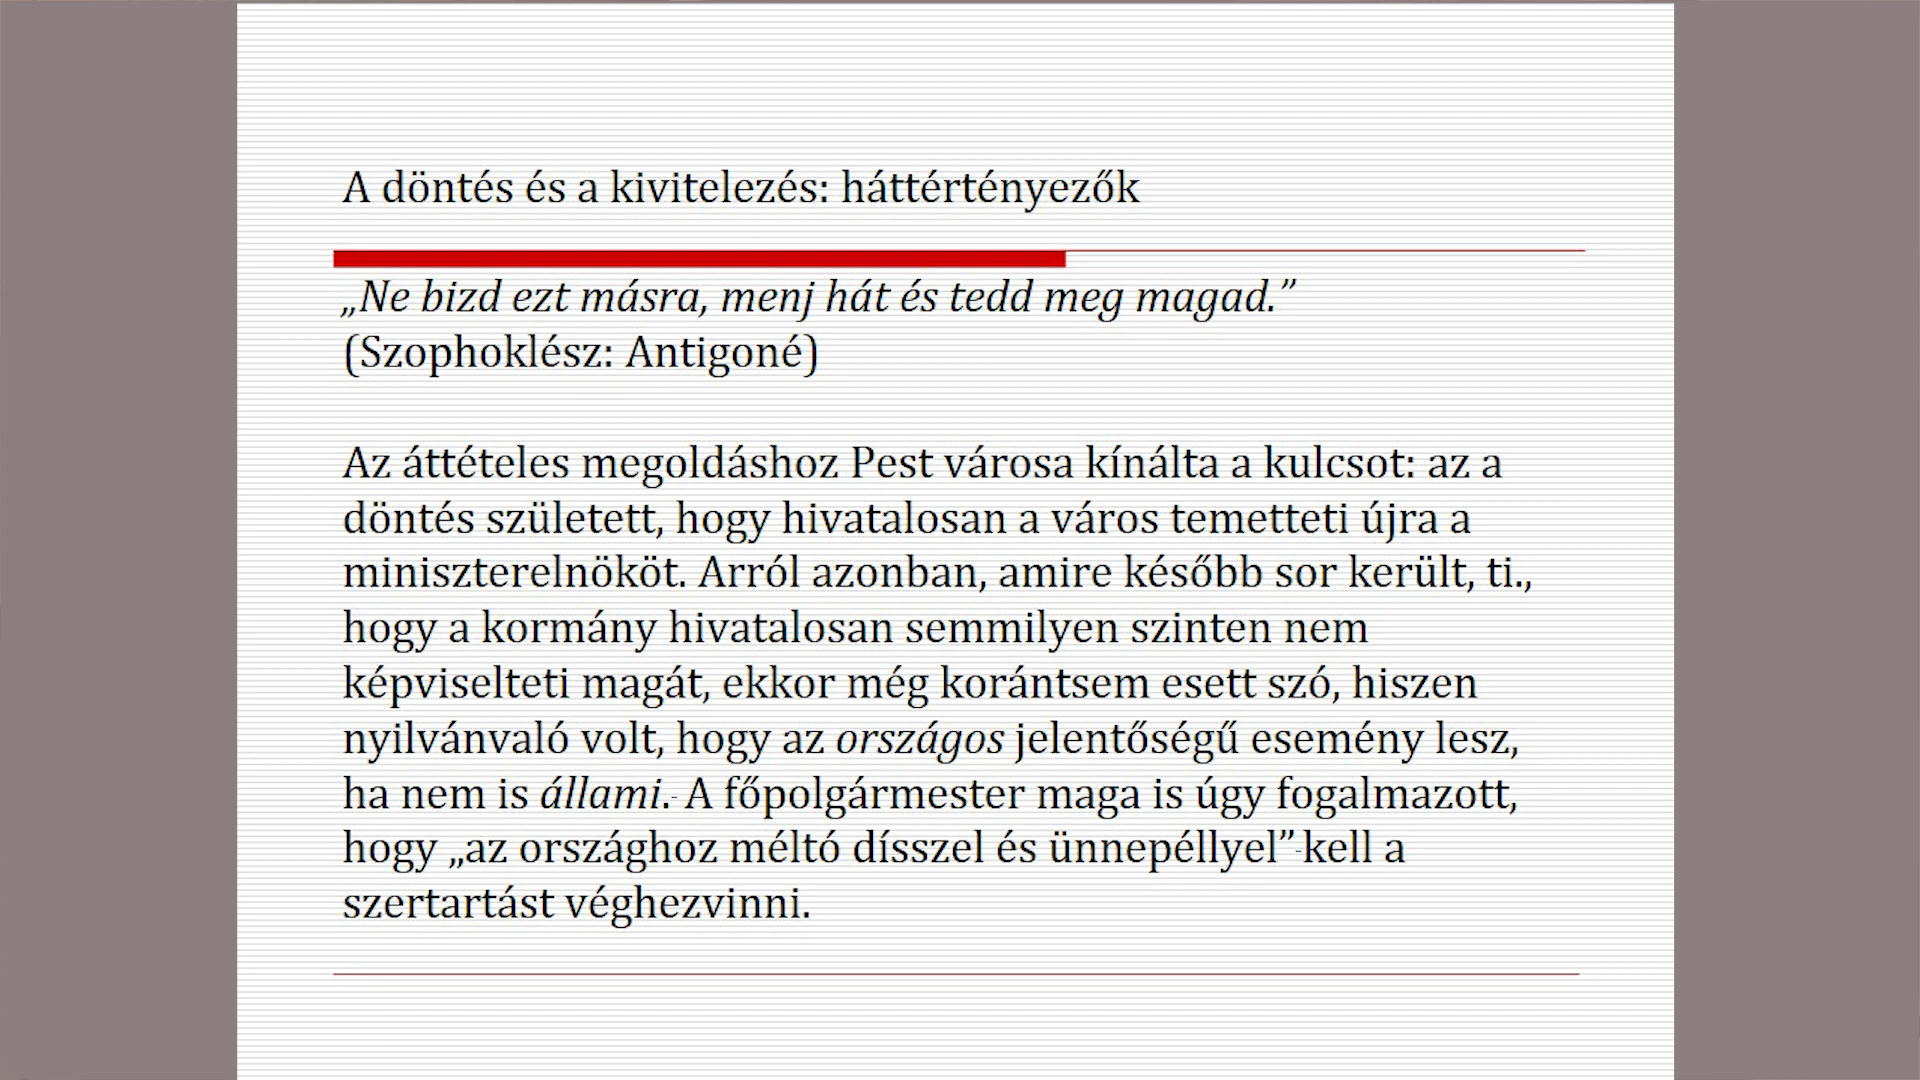 A döntés és a kivitelezés: háttértényezők
„Ne bizd ezt másra, menj hát és tedd meg magad.”
(Szophoklész: Antigoné)
Az áttételes megoldáshoz Pest városa kínálta a kulcsot: az a
döntés született, hogy hivatalosan a város temetteti újra a
miniszterelnököt. Arról azonban, amire később sor került, ti.,
hogy a kormány hivatalosan semmilyen szinten nem
képviselteti magát, ekkor még korántsem esett szó, hiszen
nyilvánvaló volt, hogy az országos jelentőségű esemény lesz,
ha nem is állami. A főpolgármester maga is úgy fogalmazott,
hogy „az országhoz méltó dísszel és ünnepéllyel” kell a
szertartást véghezvinni.